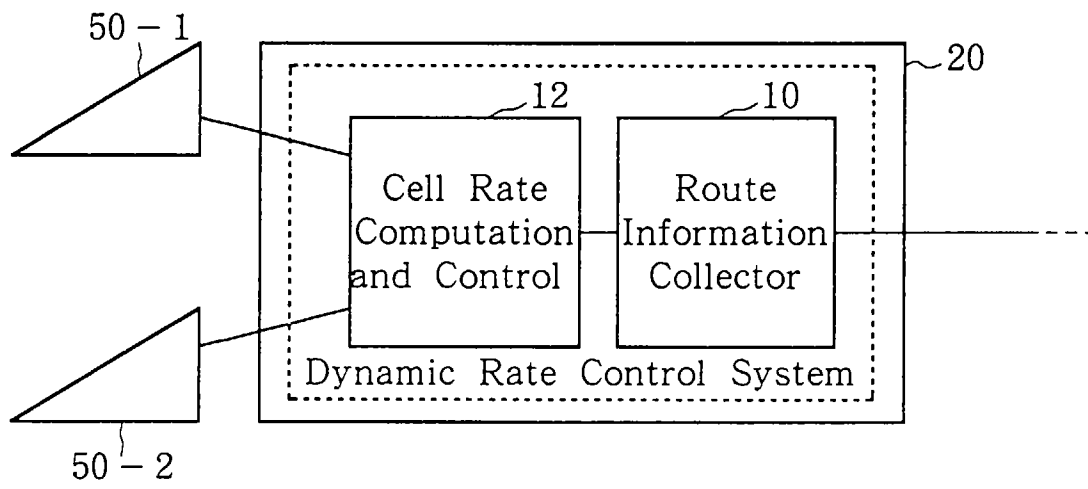 50-1
20
12
10
Cell Rate
Computation
and Control
Route
Information
Collector
Dynamic Rate Control System
50-2